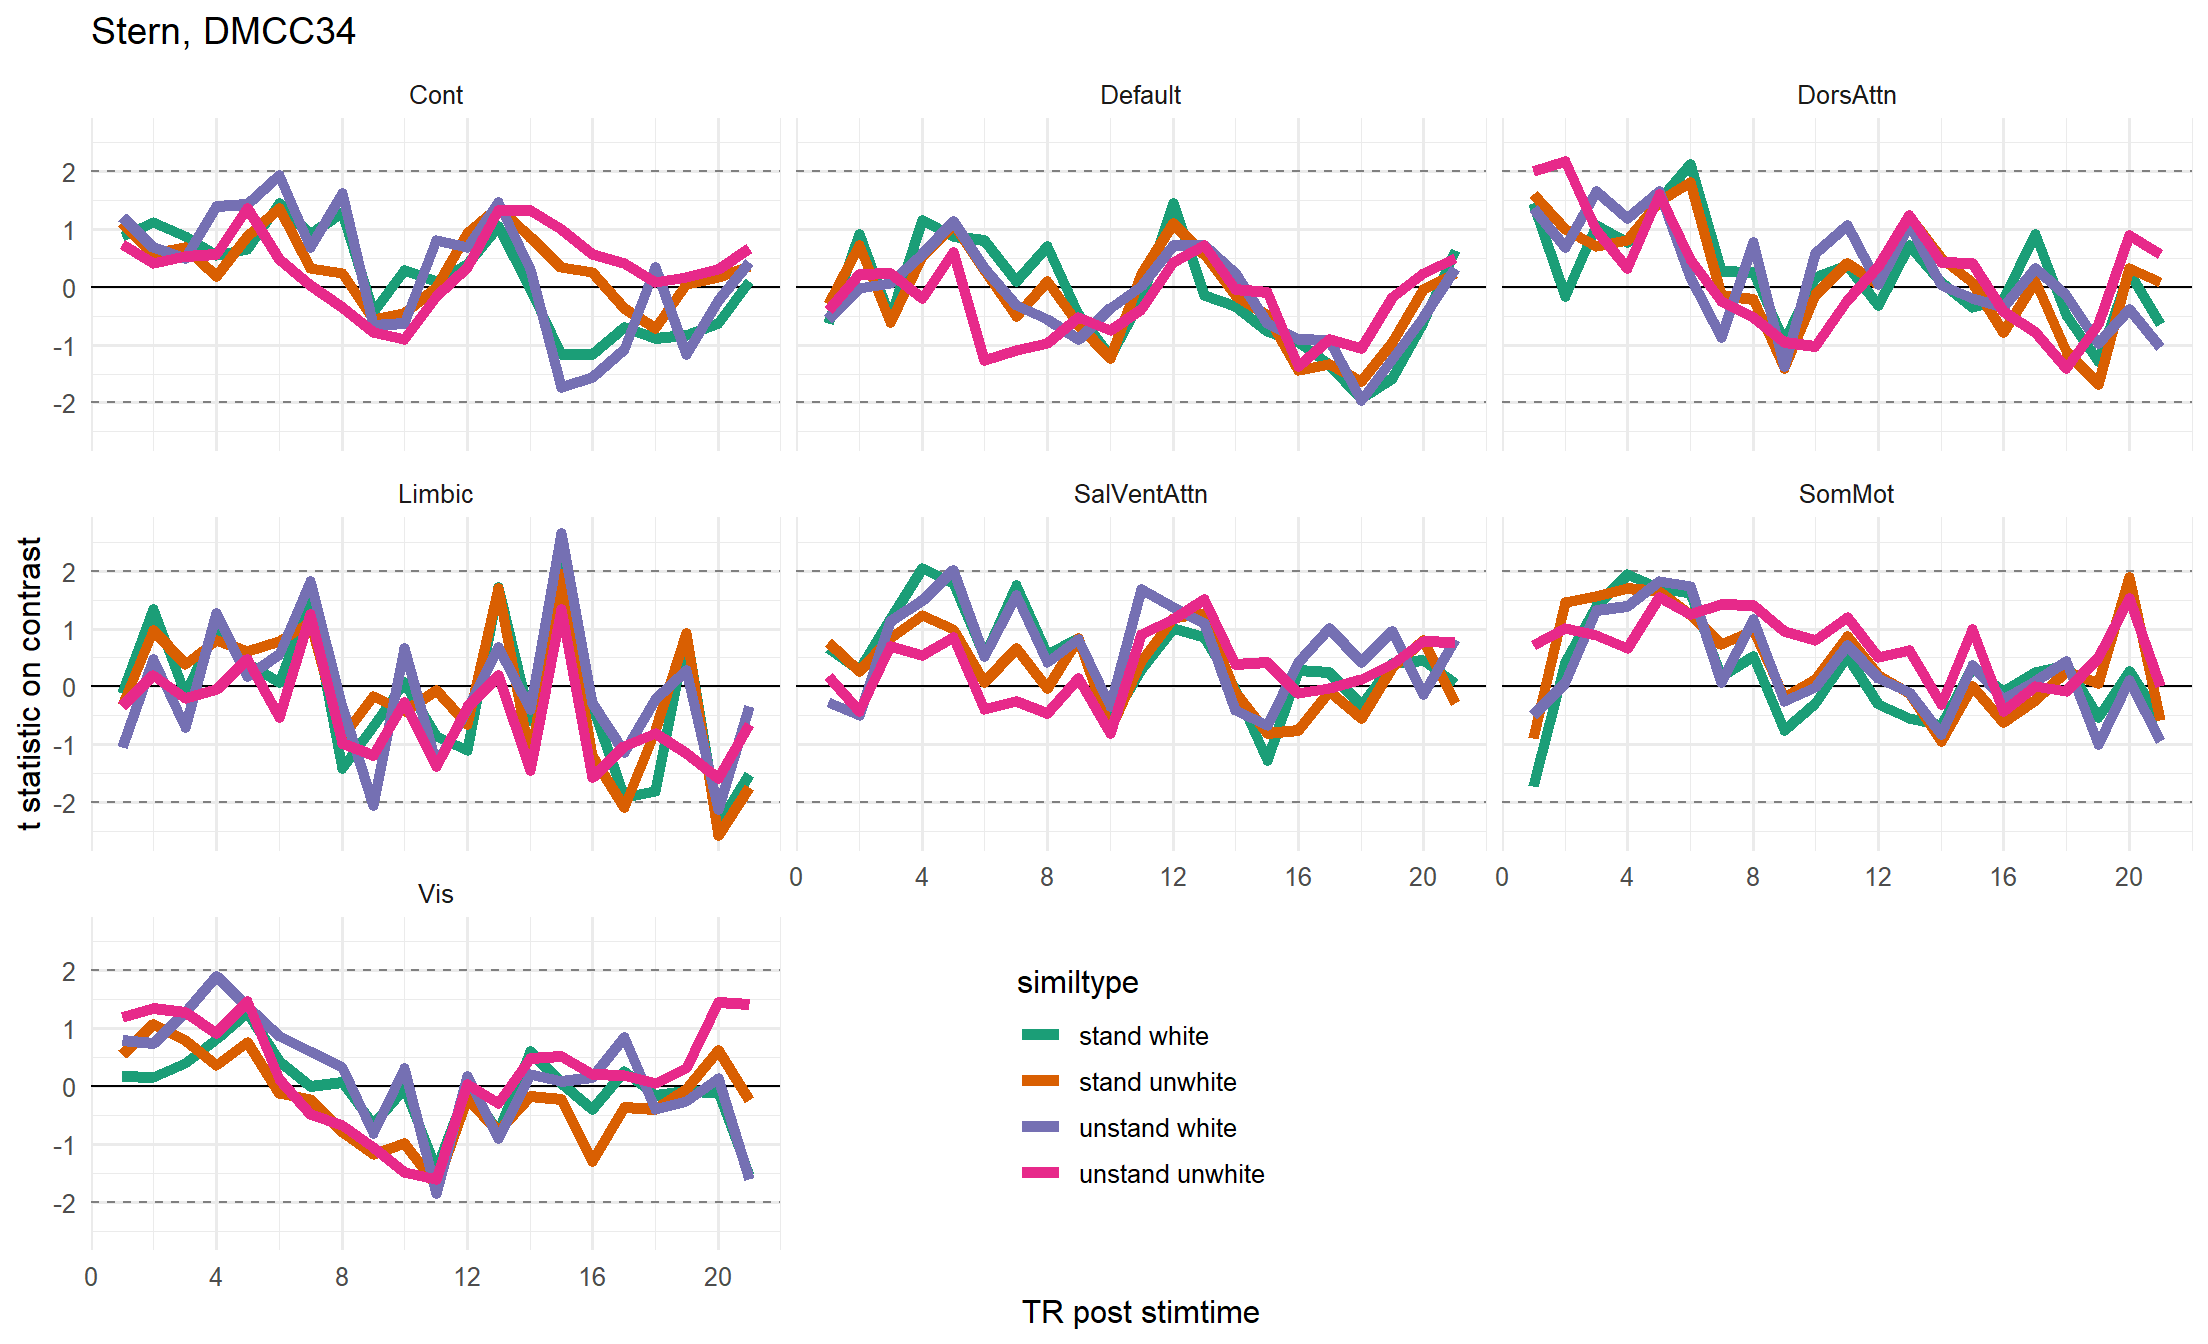 Stern, DMCC34
Cont
Default
DorsAttn
2
1
0
-1
-2
Limbic
SalVentAttn
SomMot
t statistic on contrast
2
1
0
-1
-2
0 4 8 12 16 20
0 4 8 12 16 20
Vis
2
1
0
-1
-2
0 4 8 12 16 20
similtype
stand white
stand unwhite
unstand white
unstand unwhite
TR post stimtime